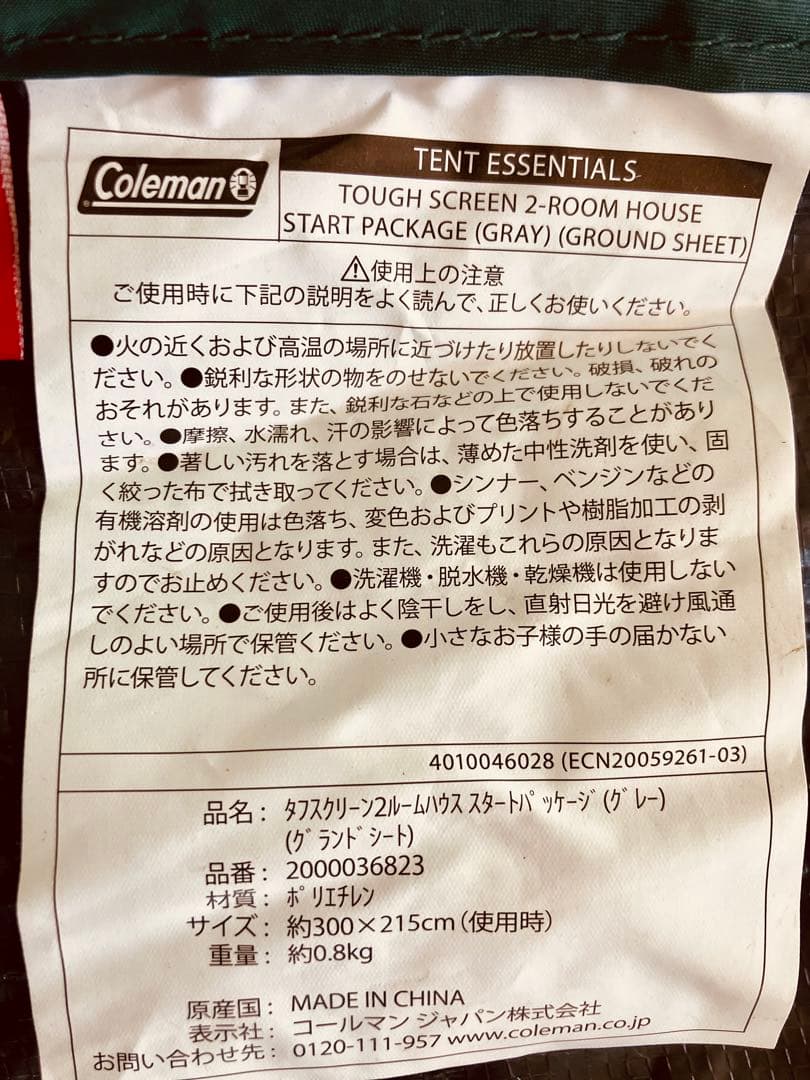 Coleman
TENT ESSENTIALS
TOUGH SCREEN 2-ROOM HOUSE
START PACKAGE (GRAY) (GROUND SHEET)
⚠使用上の注意
ご使用時に下記の説明をよく読んで、正しくお使いください。
●火の近くおよび高温の場所に近づけたり放置したりしないでく
ださい。●鋭利な形状の物をのせないでください。破損、破れの
おそれがあります。また、鋭利な石などの上で使用しないでくだ
さい。●摩擦、水濡れ、汗の影響によって色落ちすることがあり
ます。●著しい汚れを落とす場合は、薄めた中性洗剤を使い、固
く絞った布で拭き取ってください。●シンナー、ベンジンなどの
有機溶剤の使用は色落ち、変色およびプリントや樹脂加工の剥
がれなどの原因となります。また、洗濯もこれらの原因となりま
すのでお止めください。●洗濯機・脱水機・乾燥機は使用しない
でください。●ご使用後はよく陰干しをし、直射日光を避け風通
しのよい場所で保管ください。●小さなお子様の手の届かない
所に保管してください。
4010046028 (ECN20059261-03)
品名: ﾀﾌｽｸﾘｰﾝ2ﾙｰﾑﾊｳｽ ｽﾀｰﾄﾊﾟｯｹｰｼﾞ(ｸﾞﾚｰ)
(ｸﾞﾗﾝﾄﾞｼｰﾄ)
品番: 2000036823
材質: ﾎﾟﾘｴﾁﾚﾝ
サイズ: 約300×215cm(使用時)
重量: 約0.8kg
原産国: MADE IN CHINA
表示社: コールマン ジャパン株式会社
お問い合わせ先: 0120-111-957 www.coleman.co.jp